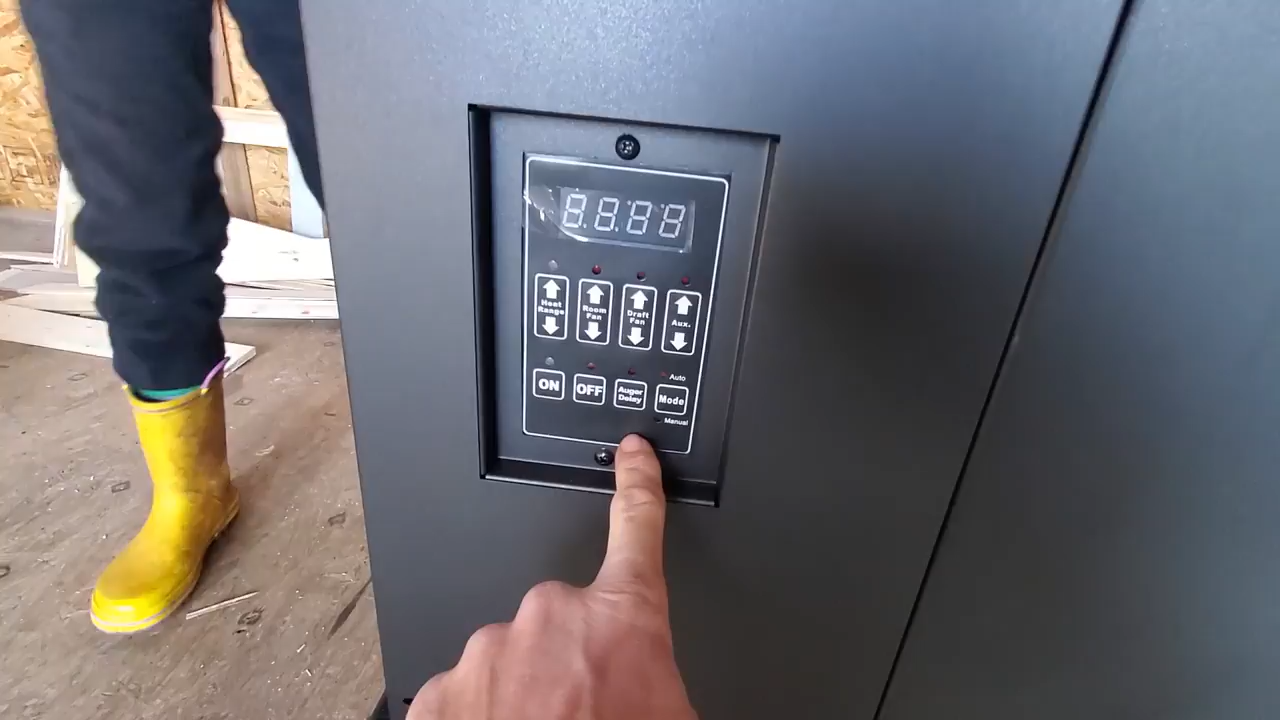 8.8.8.8
Heat
Range
Room
Fan
Draft
Fan
Aux.
Auto
ON
OFF
Auger
Delay
Mode
Manual